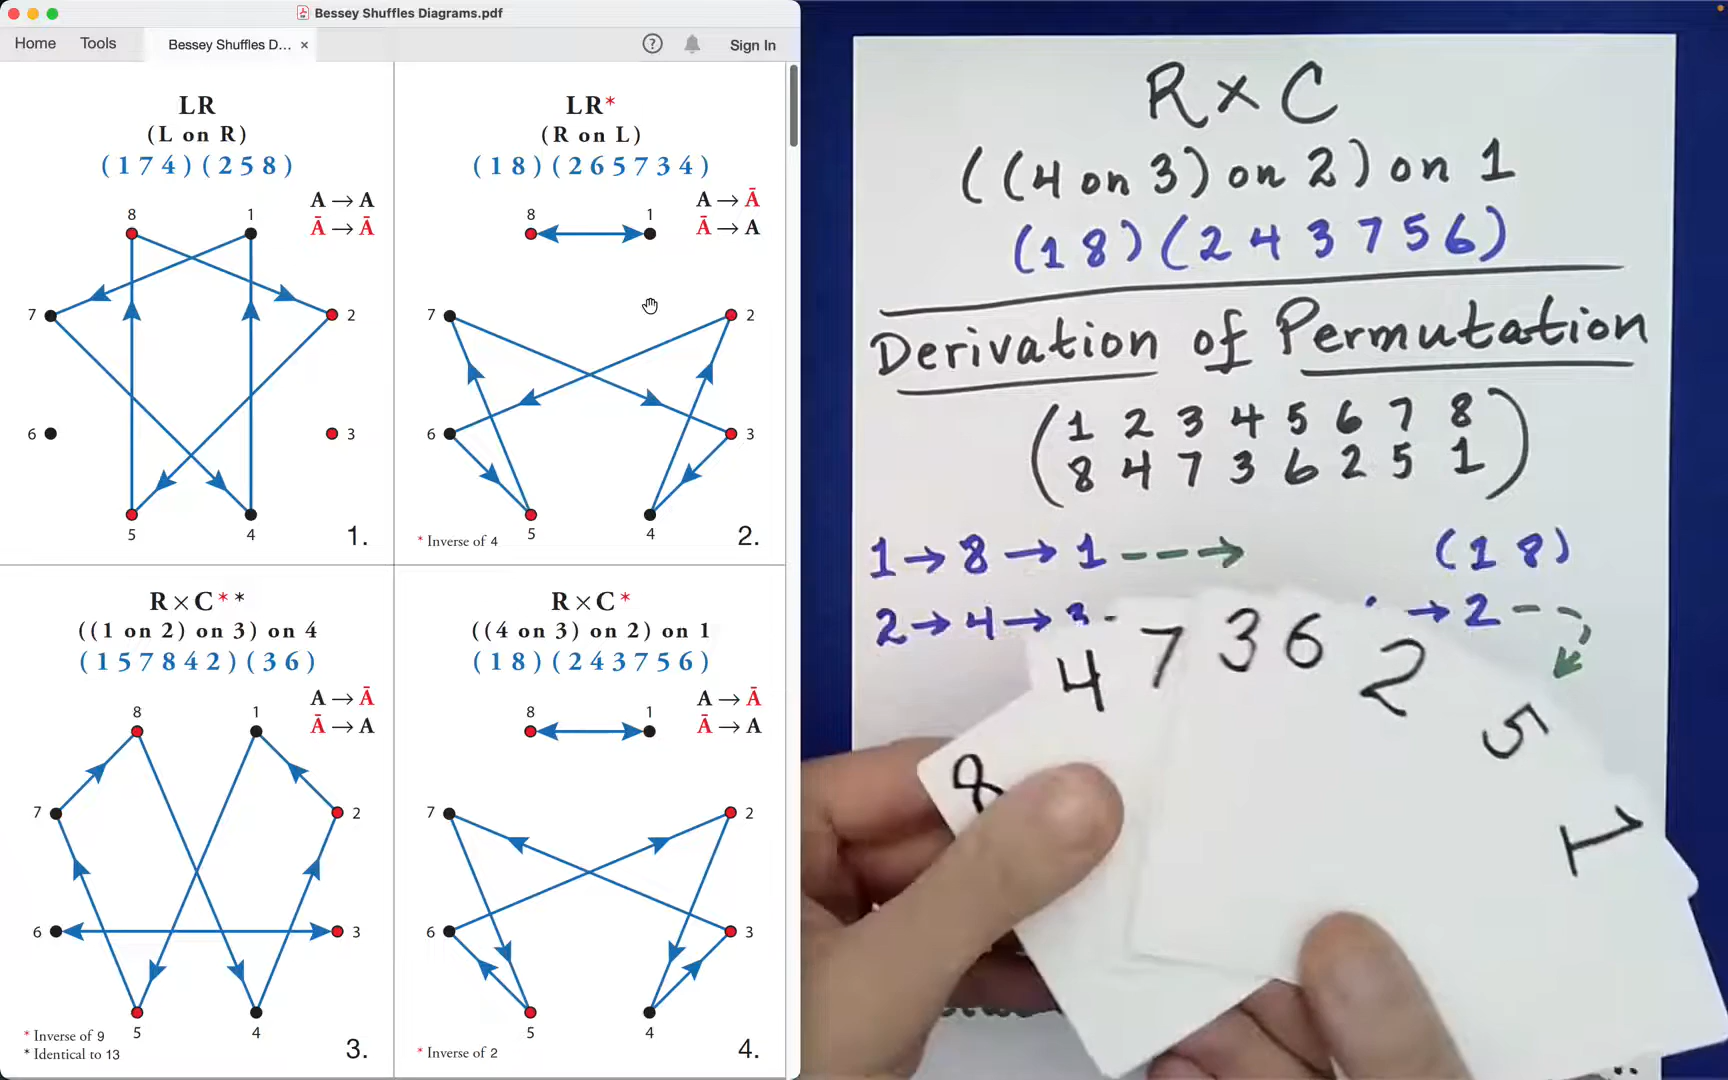 Bessey Shuffles Diagrams.pdf
Home Tools Bessey Shuffles D... × ? Sign In
LR
(L on R)
(1 7 4) (2 5 8)
A → A
Ā → Ā
8 1
7 2
6 3
5 4
1.
LR*
(R on L)
(1 8) (2 6 5 7 3 4)
A → Ā
Ā → A
8 1
7 2
6 3
5 4
* Inverse of 4
2.
R × C**
((1 on 2) on 3) on 4
(1 5 7 8 4 2) (3 6)
A → Ā
Ā → A
8 1
7 2
6 3
5 4
* Inverse of 9
* Identical to 13
3.
R × C*
((4 on 3) on 2) on 1
(1 8) (2 4 3 7 5 6)
A → Ā
Ā → A
8 1
7 2
6 3
5 4
* Inverse of 2
4.
R × C
((4 on 3) on 2) on 1
(1 8) (2 4 3 7 5 6)
Derivation of Permutation
1 2 3 4 5 6 7 8
8 4 7 3 6 2 5 1
1 → 8 → 1 (1 8)
2 → 4 → 3 → 2
8 4 7 3 6 2 5 1